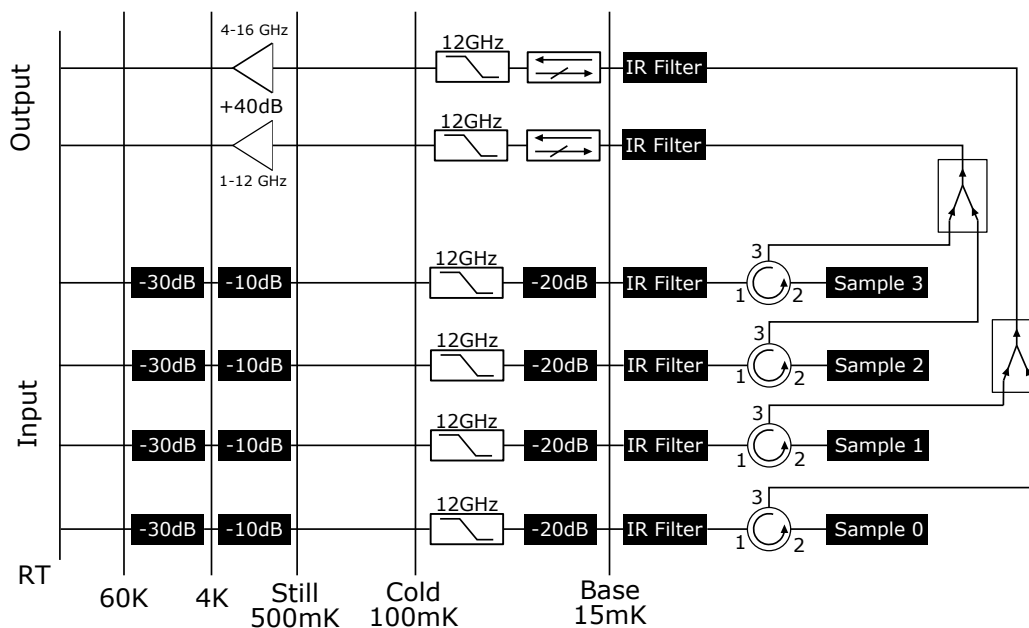 4-16 GHz
12GHz
IR Filter
Output
+40dB
12GHz
IR Filter
1-12 GHz
3
12GHz
-30dB
-10dB
-20dB
IR Filter
1
2
Sample 3
3
12GHz
-30dB
-10dB
-20dB
IR Filter
1
2
Sample 2
Input
3
12GHz
-30dB
-10dB
-20dB
IR Filter
1
2
Sample 1
3
12GHz
-30dB
-10dB
-20dB
IR Filter
1
2
Sample 0
RT
60K
4K
Still
500mK
Cold
100mK
Base
15mK